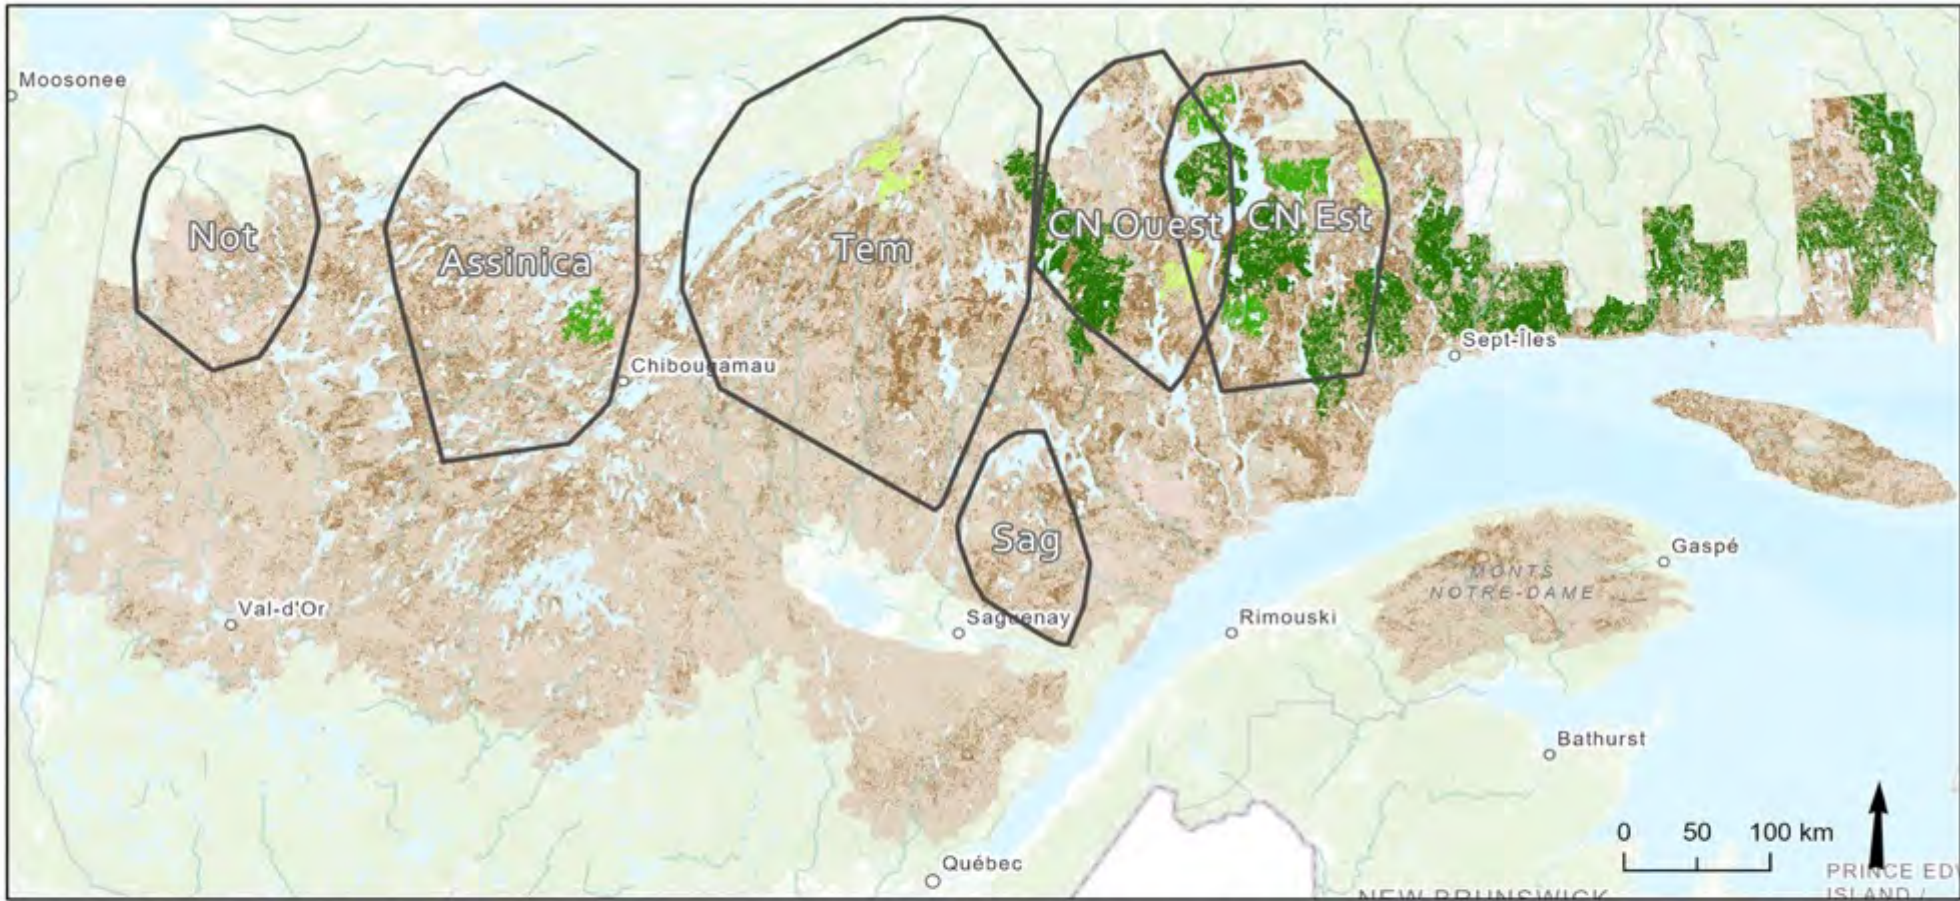 Moosonee
Not
Assinica
Tem
CN Ouest
CN Est
Chibougamau
Sept-Îles
Sag
Gaspé
MONTS
NOTRE-DAME
Val-d'Or
Saguenay
Rimouski
Bathurst
0 50 100 km
Québec
PRINCE EDW
ISLAND /
NEW BRUNSWICK